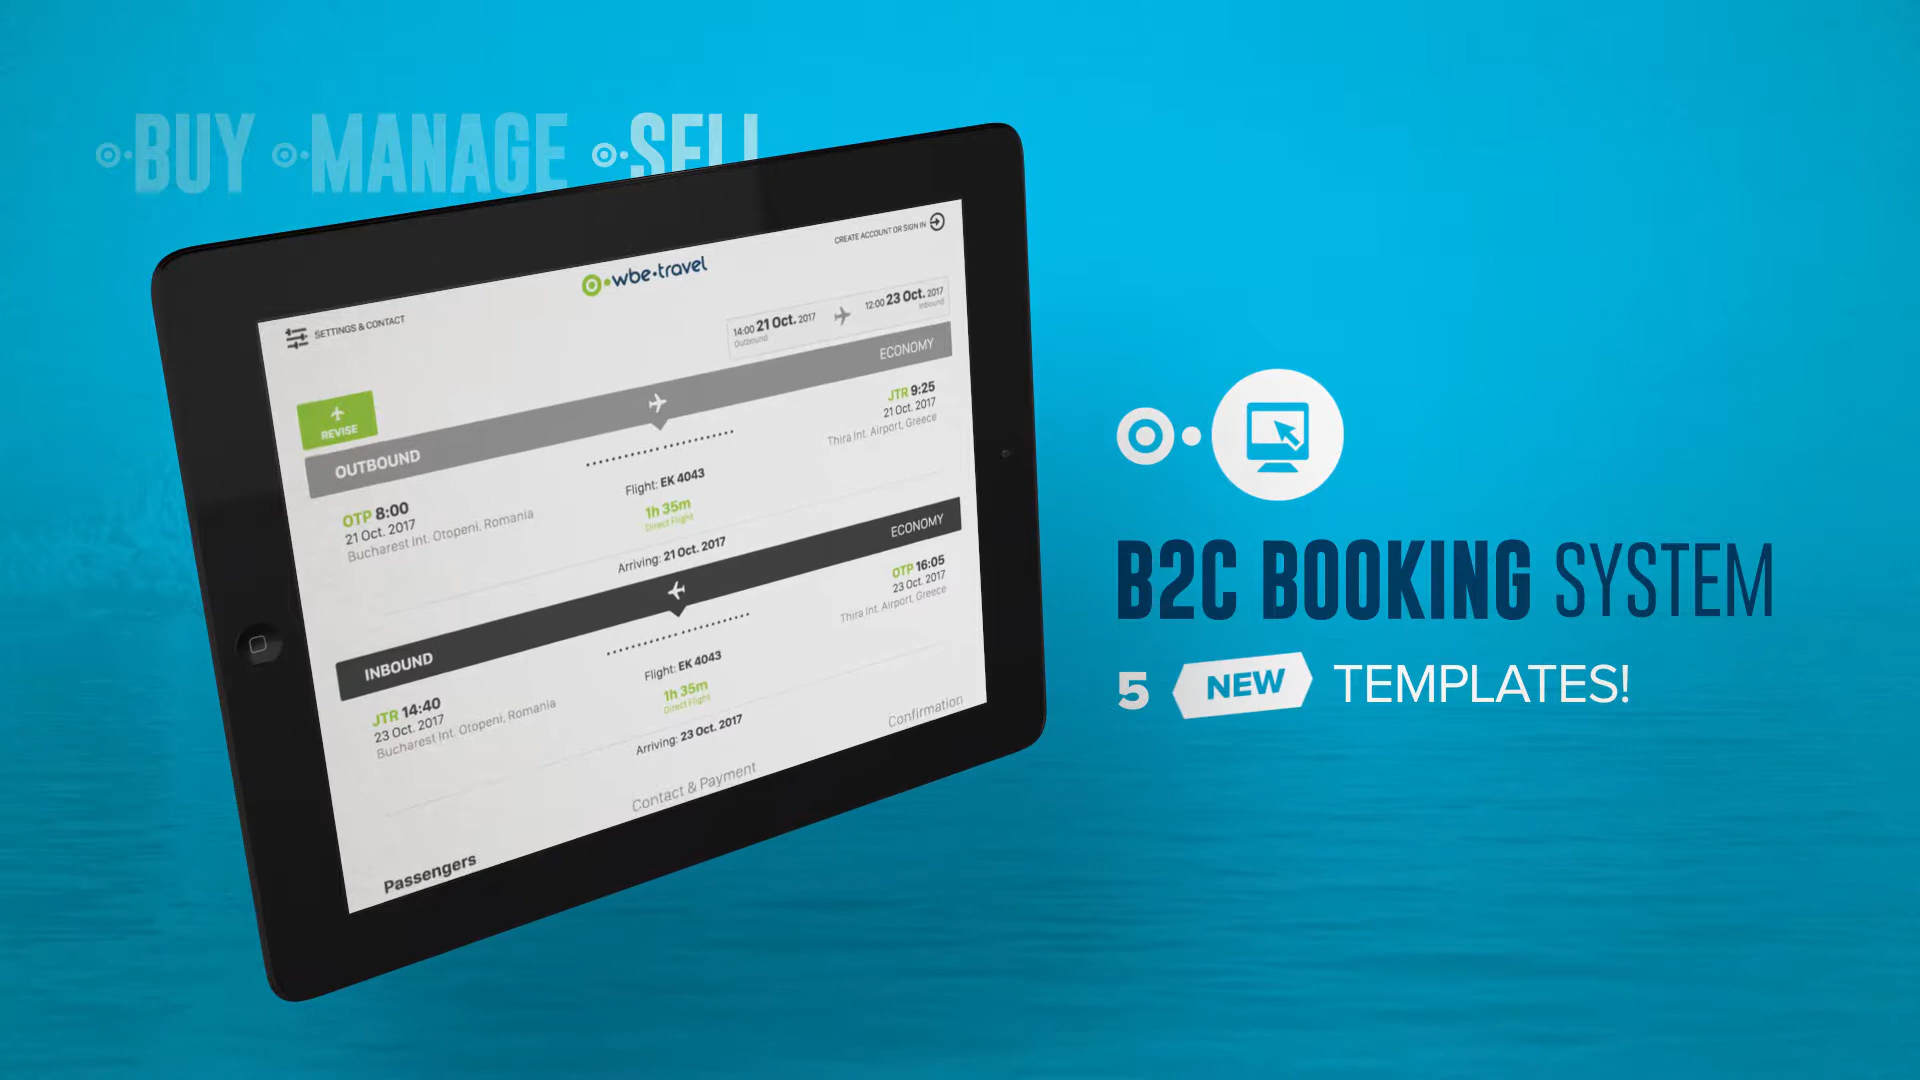 BUY MANAGE SELL
CREATE ACCOUNT OR SIGN IN
wbe•travel
SETTINGS & CONTACT
14:00 21 Oct. 2017
Outbound
12:00 23 Oct. 2017
Inbound
REVISE
OUTBOUND
ECONOMY
OTP 8:00
21 Oct. 2017
Bucharest Int. Otopeni, Romania
Flight: EK 4043
1h 35m
Direct Flight
Arriving: 21 Oct. 2017
JTR 9:25
21 Oct. 2017
Thira Int. Airport, Greece
INBOUND
ECONOMY
JTR 14:40
23 Oct. 2017
Bucharest Int. Otopeni, Romania
Flight: EK 4043
1h 35m
Direct Flight
Arriving: 23 Oct. 2017
OTP 16:05
23 Oct. 2017
Thira Int. Airport, Greece
Contact & Payment
Confirmation
Passengers
B2C BOOKING SYSTEM
5 NEW TEMPLATES!